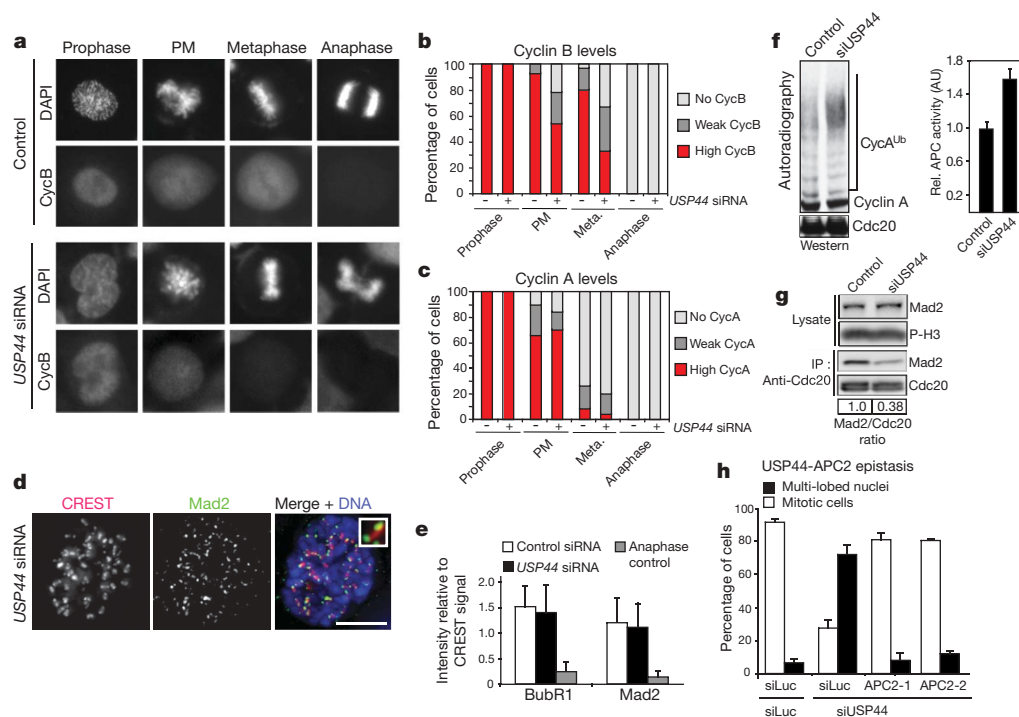 a
Prophase PM Metaphase Anaphase
Control
DAPI
CycB
USP44 siRNA
DAPI
CycB
b
Cyclin B levels
Percentage of cells
100
80
60
40
20
0
No CycB
Weak CycB
High CycB
- + - + - + - + USP44 siRNA
Prophase
PM
Meta.
Anaphase
c
Cyclin A levels
Percentage of cells
100
80
60
40
20
0
No CycA
Weak CycA
High CycA
- + - + - + - + USP44 siRNA
Prophase
PM
Meta.
Anaphase
d
CREST Mad2 Merge + DNA
USP44 siRNA
e
Control siRNA
USP44 siRNA
Anaphase control
Intensity relative to
CREST signal
2.0
1.5
1.0
0.5
0
BubR1 Mad2
f
Control
siUSP44
Autoradiography
CycAUb
Cyclin A
Cdc20
Western
Rel. APC activity (AU)
1.8
1.4
1.0
0.6
0.2
Control
siUSP44
g
Control
siUSP44
Lysate
Mad2
P-H3
IP :
Anti-Cdc20
Mad2
Cdc20
1.0 0.38
Mad2/Cdc20
ratio
h
USP44-APC2 epistasis
Multi-lobed nuclei
Mitotic cells
Percentage of cells
100
80
60
40
20
0
siLuc siLuc APC2-1 APC2-2
siLuc siUSP44